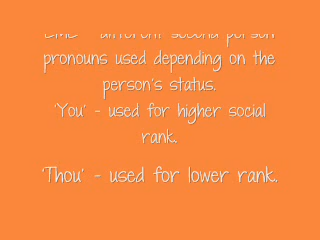 EME - different second person
pronouns used depending on the
person's status.
'You' - used for higher social
rank.
'Thou' - used for lower rank.